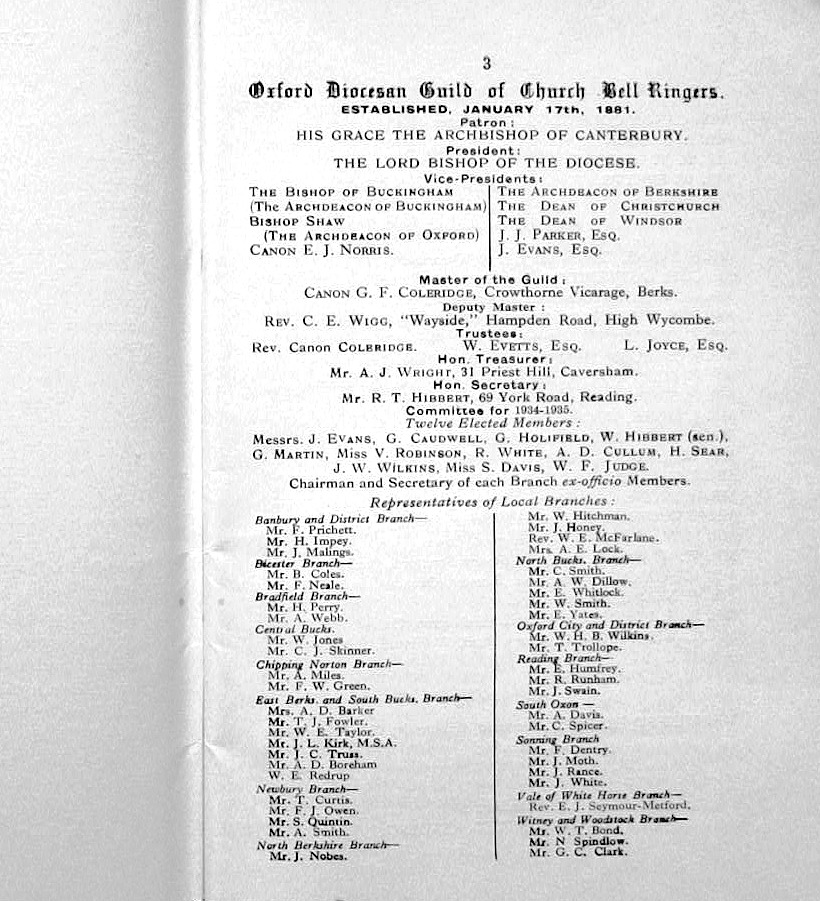 3
Oxford Diocesan Guild of Church Bell Ringers.
ESTABLISHED, JANUARY 17th, 1881.
Patron:
HIS GRACE THE ARCHBISHOP OF CANTERBURY.
President:
THE LORD BISHOP OF THE DIOCESE.
Vice-Presidents:
THE BISHOP OF BUCKINGHAM
(THE ARCHDEACON OF BUCKINGHAM)
BISHOP SHAW
(THE ARCHDEACON OF OXFORD)
CANON E. J. NORRIS.
THE ARCHDEACON OF BERKSHIRE
THE DEAN OF CHRISTCHURCH
THE DEAN OF WINDSOR
J. J. PARKER, ESQ.
J. EVANS, ESQ.
Master of the Guild:
CANON G. F. COLERIDGE, Crowthorne Vicarage, Berks.
Deputy Master:
REV. C. E. WIGG, "Wayside," Hampden Road, High Wycombe.
Trustees:
Rev. Canon COLERIDGE. W. EVETTS, ESQ. L. JOYCE, ESQ.
Hon. Treasurer:
Mr. A. J. WRIGHT, 31 Priest Hill, Caversham.
Hon. Secretary:
Mr. R. T. HIBBERT, 69 York Road, Reading.
Committee for 1934-1935.
Twelve Elected Members:
Messrs. J. EVANS, G. CAUDWELL, G. HOLIFIELD, W. HIBBERT (sen.),
G. MARTIN, Miss V. ROBINSON, R. WHITE, A. D. CULLUM, H. SEAR,
J. W. WILKINS, Miss S. DAVIS, W. F. JUDGE.
Chairman and Secretary of each Branch ex-officio Members.
Representatives of Local Branches:
Banbury and District Branch—
Mr. F. Prichett.
Mr. H. Impey.
Mr. J. Malings.
Bicester Branch—
Mr. B. Coles.
Mr. F. Neale.
Bradfield Branch—
Mr. H. Perry.
Mr. A. Webb.
Central Bucks.
Mr. W. Jones
Mr. C. J. Skinner.
Chipping Norton Branch—
Mr. A. Miles.
Mr. F. W. Green.
East Berks. and South Bucks. Branch—
Mrs. A. D. Barker
Mr. T. J. Fowler.
Mr. W. E. Taylor.
Mr. J. L. Kirk, M.S.A.
Mr. J. C. Truss.
Mr. A. D. Boreham
W. E. Redrup
Newbury Branch—
Mr. T. Curtis.
Mr. F. J. Owen.
Mr. S. Quintin.
Mr. A. Smith.
North Berkshire Branch—
Mr. J. Nobes.
Mr. W. Hitchman.
Mr. J. Honey.
Rev. W. E. McFarlane.
Mrs. A. E. Lock.
North Bucks. Branch—
Mr. C. Smith.
Mr. A. W. Dillow.
Mr. E. Whitlock.
Mr. W. Smith.
Mr. E. Yates.
Oxford City and District Branch—
Mr. W. H. B. Wilkins.
Mr. T. Trollope.
Reading Branch—
Mr. E. Humfrey.
Mr. R. Runham.
Mr. J. Swain.
South Oxon —
Mr. A. Davis.
Mr. C. Spicer.
Sonning Branch
Mr. F. Dentry.
Mr. J. Moth.
Mr. J. Rance.
Mr. J. White.
Vale of White Horse Branch—
Rev. E. J. Seymour-Metford.
Witney and Woodstock Branch—
Mr. W. T. Bond.
Mr. N Spindlow.
Mr. G. C. Clark.